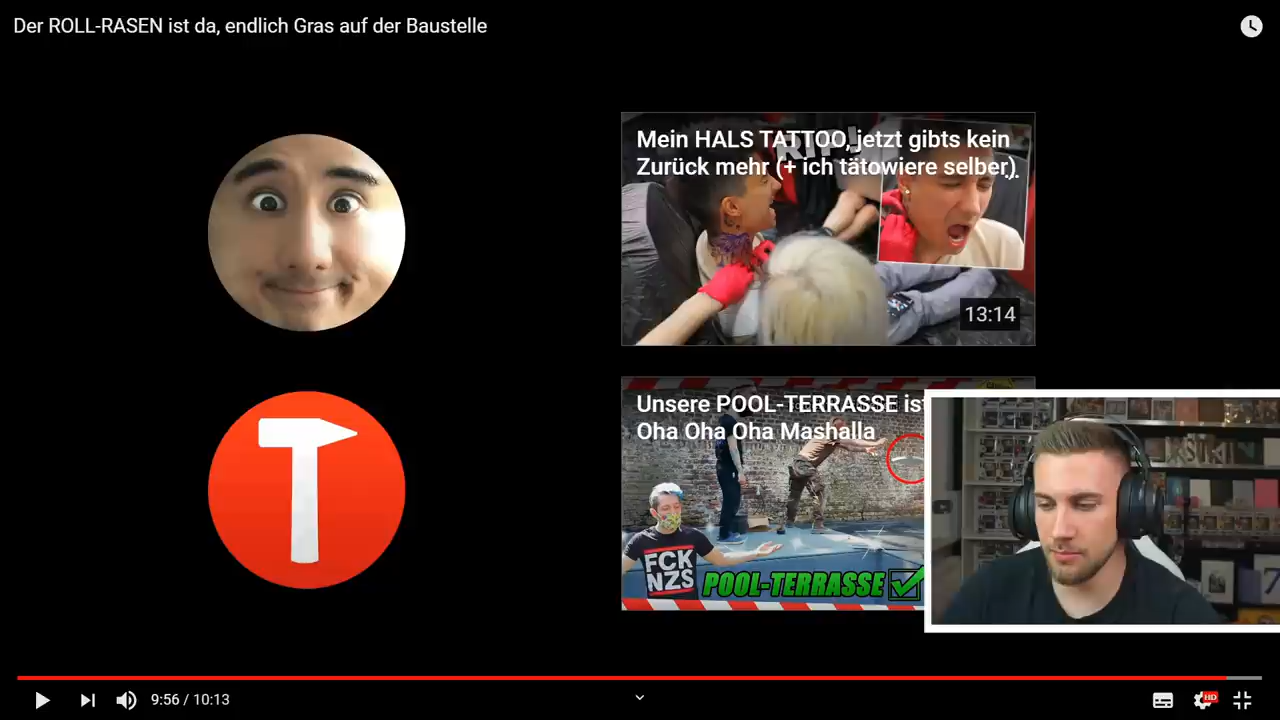 Der ROLL-RASEN ist da, endlich Gras auf der Baustelle
Mein HALS TATTOO, jetzt gibts kein
Zurück mehr (+ ich tätowiere selber)
RIP!
13:14
Unsere POOL-TERRASSE ist
Oha Oha Oha Mashalla
FCK
NZS
POOL-TERRASSE
9:56 / 10:13
HD